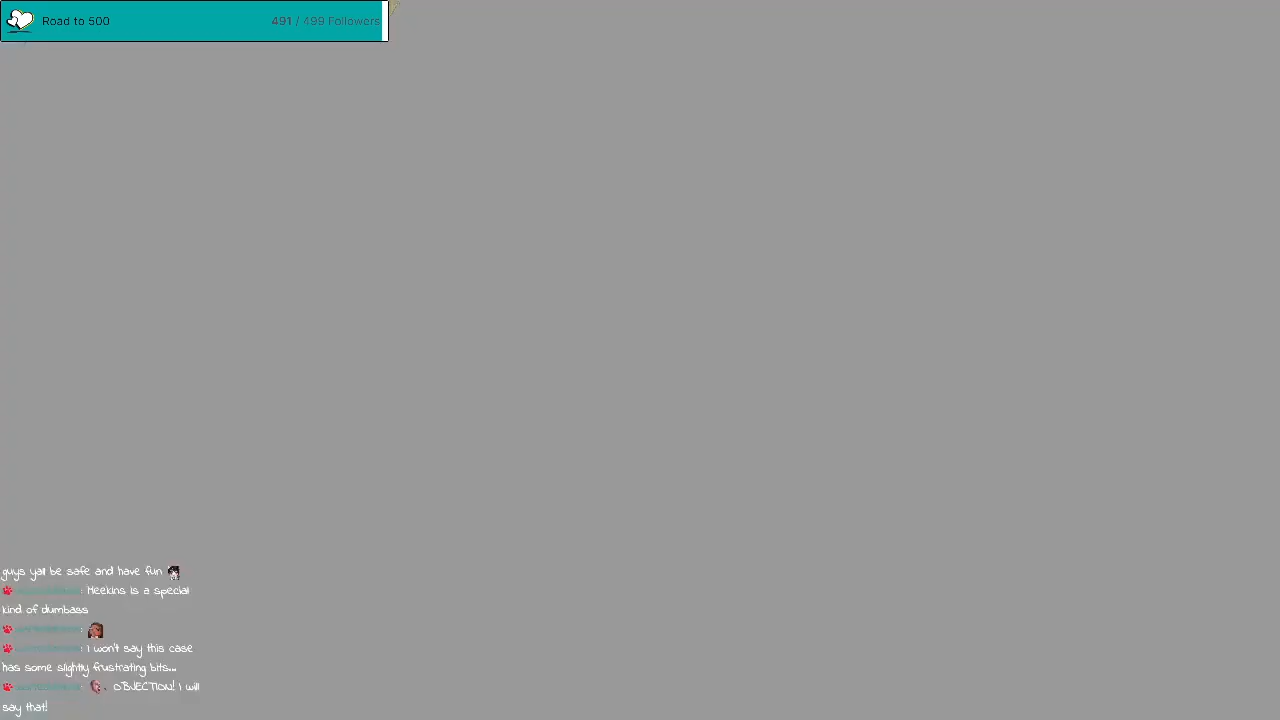 Road to 500
491 / 499 Followers
guys yall be safe and have fun
: Meekins is a special
kind of dumbass
:
: I won't say this case
has some slightly frustrating bits...
: . OBJECTION! I will
say that!